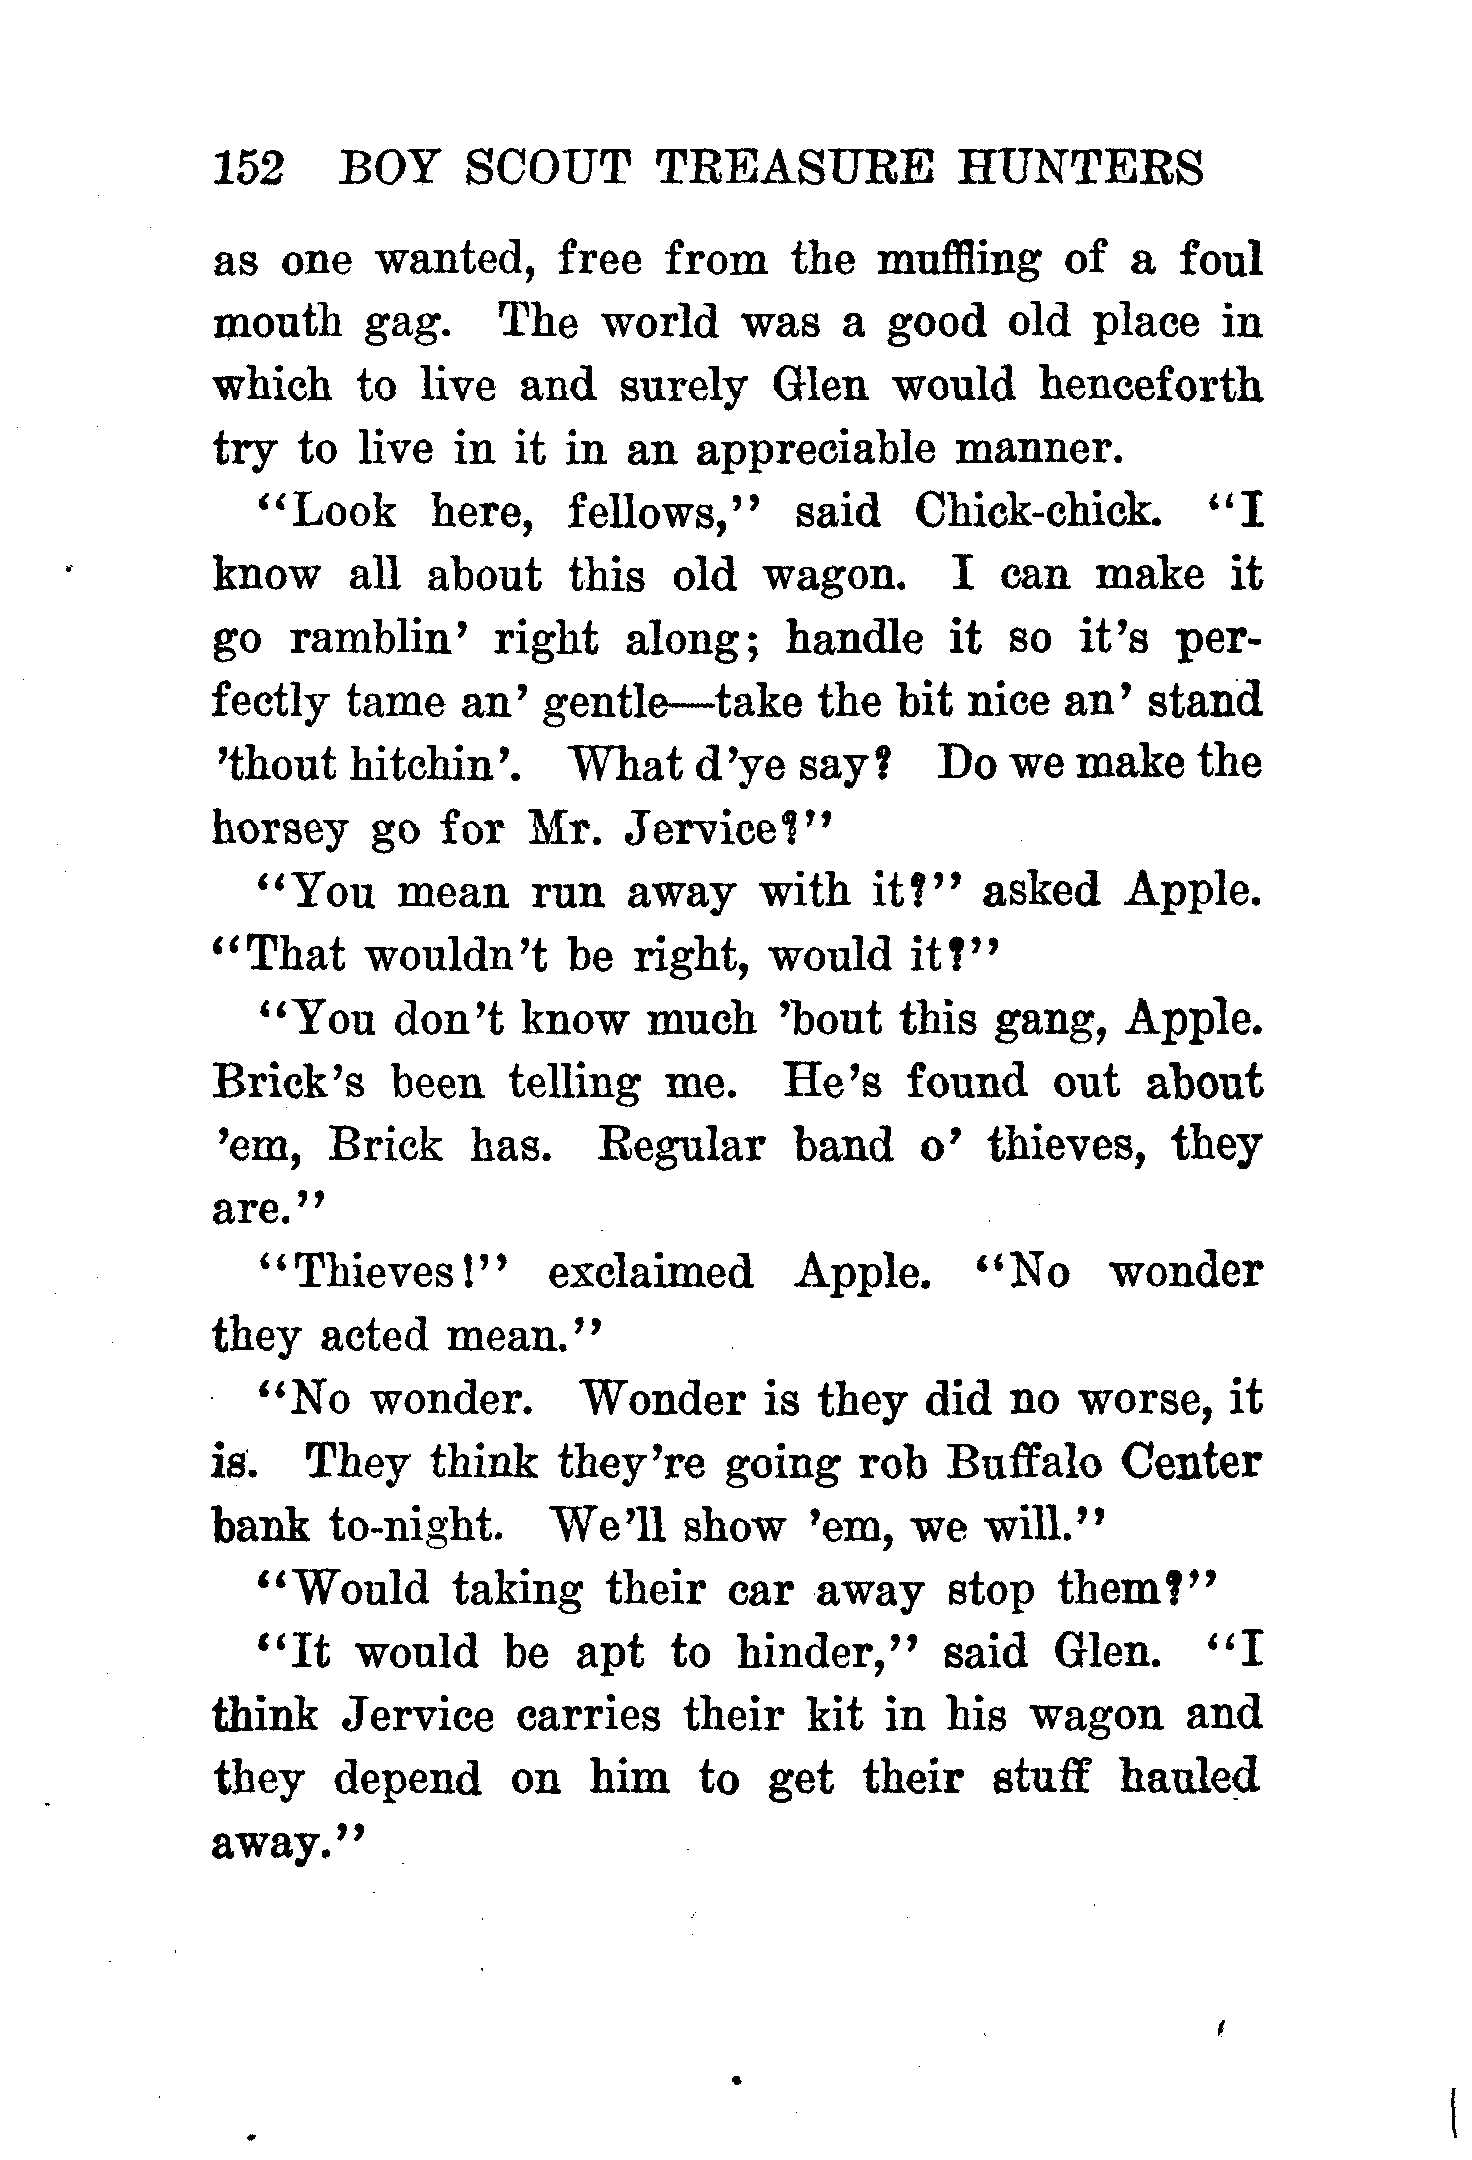 152 BOY SCOUT TREASURE HUNTERS
as one wanted, free from the muffling of a foul
mouth gag. The world was a good old place in
which to live and surely Glen would henceforth
try to live in it in an appreciable manner.
“Look here, fellows,” said Chick-chick. “I
know all about this old wagon. I can make it
go ramblin’ right along; handle it so it’s per-
fectly tame an’ gentle—take the bit nice an’ stand
’thout hitchin’. What d’ye say? Do we make the
horsey go for Mr. Jervice?”
“You mean run away with it?” asked Apple.
“That wouldn’t be right, would it?”
“You don’t know much ’bout this gang, Apple.
Brick’s been telling me. He’s found out about
’em, Brick has. Regular band o’ thieves, they
are.”
“Thieves!” exclaimed Apple. “No wonder
they acted mean.”
“No wonder. Wonder is they did no worse, it
is. They think they’re going rob Buffalo Center
bank to-night. We’ll show ’em, we will.”
“Would taking their car away stop them?”
“It would be apt to hinder,” said Glen. “I
think Jervice carries their kit in his wagon and
they depend on him to get their stuff hauled
away.”